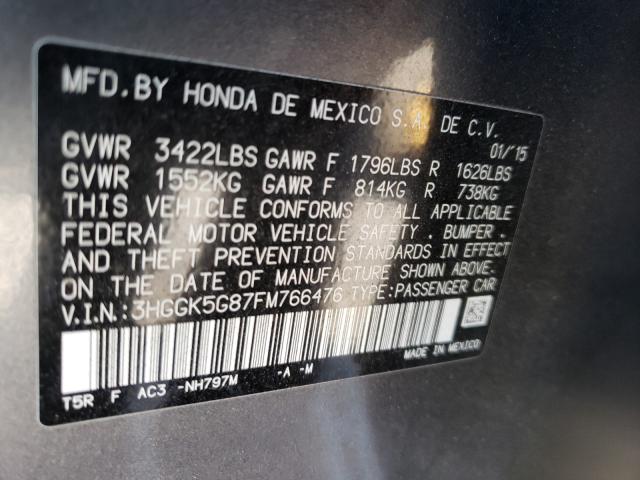 MFD. BY HONDA DE MEXICO S.A. DE C.V.
01/'15
GVWR 3422LBS GAWR F 1796LBS R 1626LBS
GVWR 1552KG GAWR F 814KG R 738KG
THIS VEHICLE CONFORMS TO ALL APPLICABLE
FEDERAL MOTOR VEHICLE SAFETY . BUMPER .
AND THEFT PREVENTION STANDARDS IN EFFECT
ON THE DATE OF MANUFACTURE SHOWN ABOVE.
V.I.N.: 3HGGK5G87FM766476 TYPE:PASSENGER CAR
MADE IN MEXICO
T5R F AC3 -NH797M -A -M